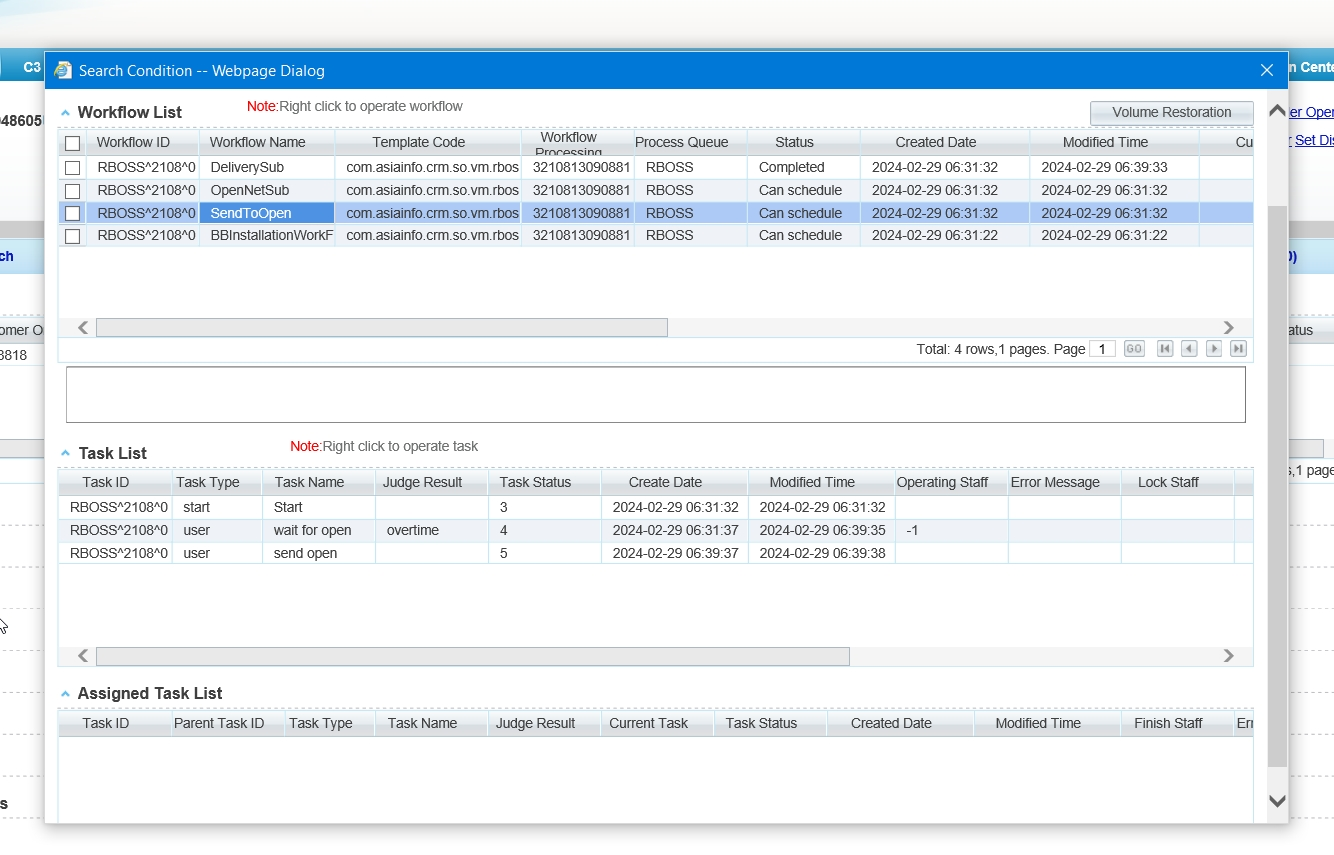 C3
Search Condition -- Webpage Dialog
Workflow List
Note:Right click to operate workflow
Volume Restoration
Workflow ID Workflow Name Template Code Workflow Processing Process Queue Status Created Date Modified Time Cu
RBOSS^2108^0 DeliverySub com.asiainfo.crm.so.vm.rbos 3210813090881 RBOSS Completed 2024-02-29 06:31:32 2024-02-29 06:39:33
RBOSS^2108^0 OpenNetSub com.asiainfo.crm.so.vm.rbos 3210813090881 RBOSS Can schedule 2024-02-29 06:31:32 2024-02-29 06:31:32
RBOSS^2108^0 SendToOpen com.asiainfo.crm.so.vm.rbos 3210813090881 RBOSS Can schedule 2024-02-29 06:31:32 2024-02-29 06:31:32
RBOSS^2108^0 BBInstallationWorkF com.asiainfo.crm.so.vm.rbos 3210813090881 RBOSS Can schedule 2024-02-29 06:31:22 2024-02-29 06:31:22
Total: 4 rows,1 pages. Page 1 GO
Task List
Note:Right click to operate task
Task ID Task Type Task Name Judge Result Task Status Create Date Modified Time Operating Staff Error Message Lock Staff
RBOSS^2108^0 start Start 3 2024-02-29 06:31:32 2024-02-29 06:31:32
RBOSS^2108^0 user wait for open overtime 4 2024-02-29 06:31:37 2024-02-29 06:39:35 -1
RBOSS^2108^0 user send open 5 2024-02-29 06:39:37 2024-02-29 06:39:38
Assigned Task List
Task ID Parent Task ID Task Type Task Name Judge Result Current Task Task Status Created Date Modified Time Finish Staff Err
48605
ch
omer O
8818
s
n Cente
er Oper
Set Dis
atus
s,1 page